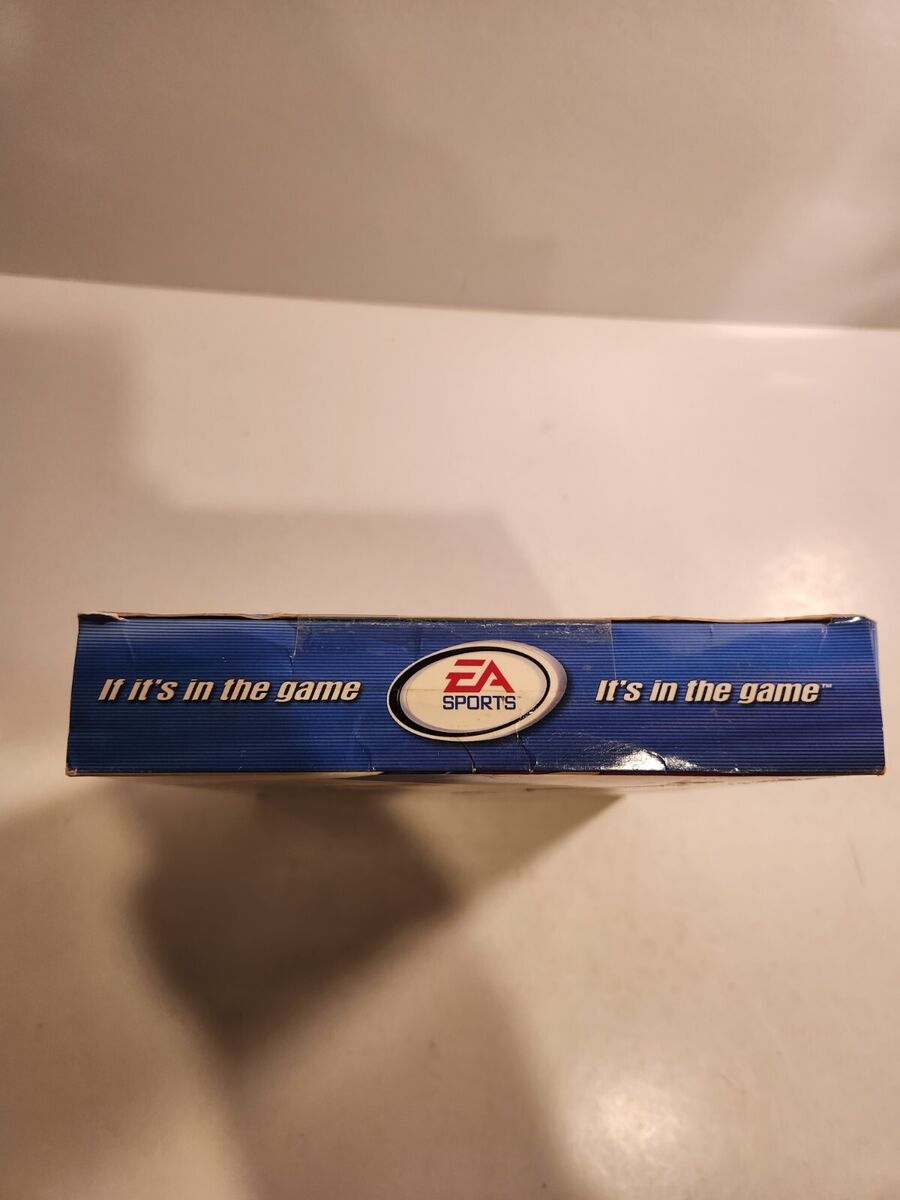 If it's in the game
EA
SPORTS
It's in the game™